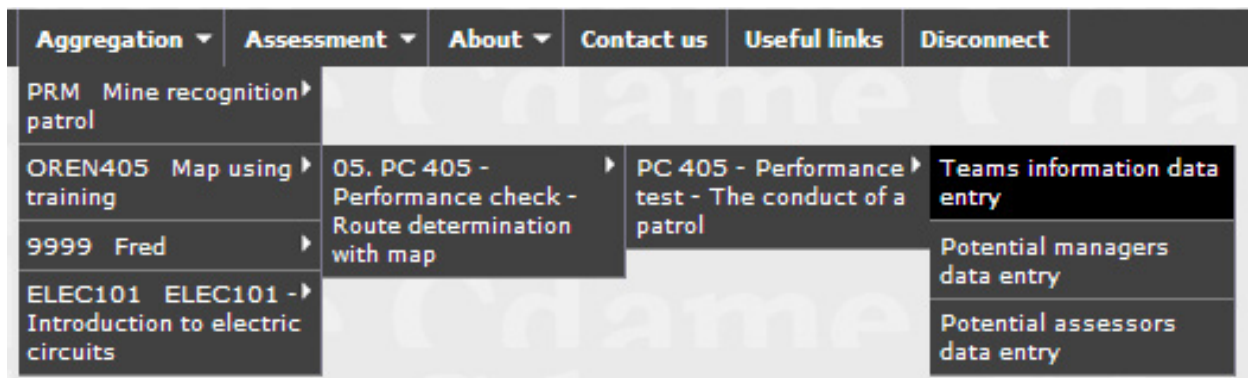 Aggregation
Assessment
About
Contact us
Useful links
Disconnect
PRM Mine recognition
patrol
OREN405 Map using
training
9999 Fred
ELEC101 ELEC101 -
Introduction to electric
circuits
05. PC 405 -
Performance check -
Route determination
with map
PC 405 - Performance
test - The conduct of a
patrol
Teams information data
entry
Potential managers
data entry
Potential assessors
data entry